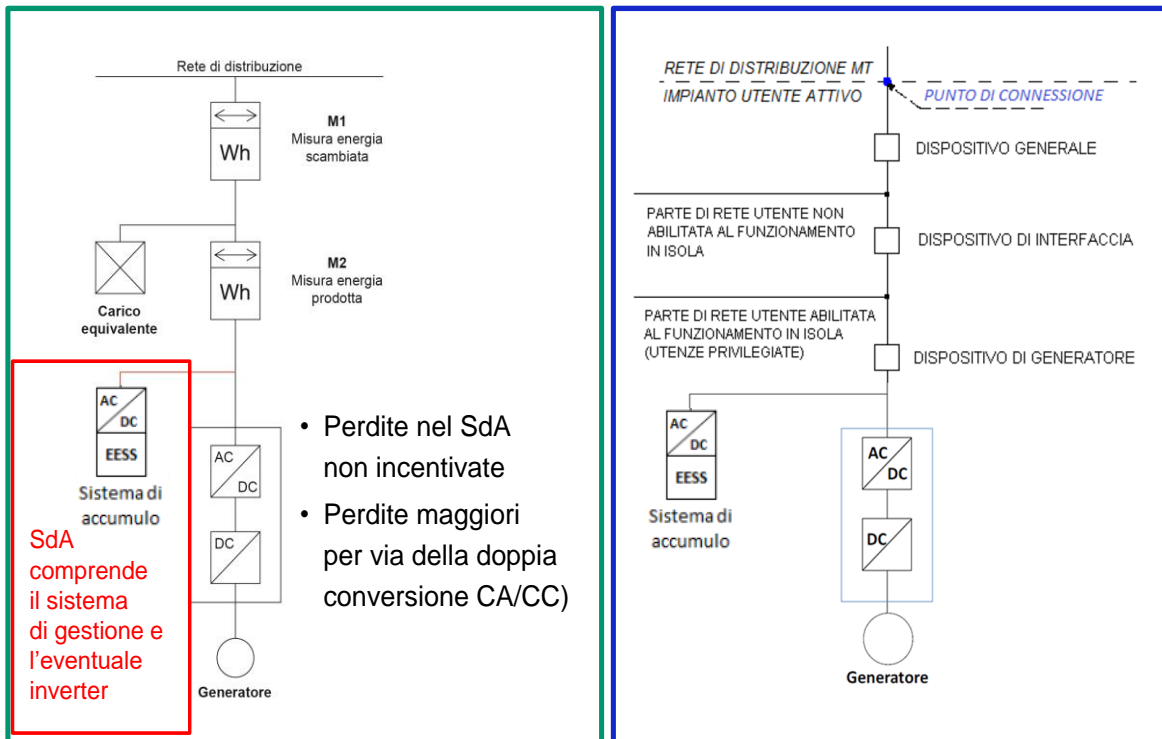 Rete di distribuzione
M1
Misura energia
scambiata
Wh
M2
Misura energia
prodotta
Wh
Carico
equivalente
AC
DC
EESS
Sistema di
accumulo
SdA
comprende
il sistema
di gestione e
l'eventuale
inverter
AC
DC
DC
Generatore
• Perdite nel SdA
non incentivate
• Perdite maggiori
per via della doppia
conversione CA/CC)
RETE DI DISTRIBUZIONE MT
IMPIANTO UTENTE ATTIVO
PUNTO DI CONNESSIONE
DISPOSITIVO GENERALE
PARTE DI RETE UTENTE NON
ABILITATA AL FUNZIONAMENTO
IN ISOLA
DISPOSITIVO DI INTERFACCIA
PARTE DI RETE UTENTE ABILITATA
AL FUNZIONAMENTO IN ISOLA
(UTENZE PRIVILEGIATE)
DISPOSITIVO DI GENERATORE
AC
DC
EESS
Sistema di
accumulo
AC
DC
DC
Generatore